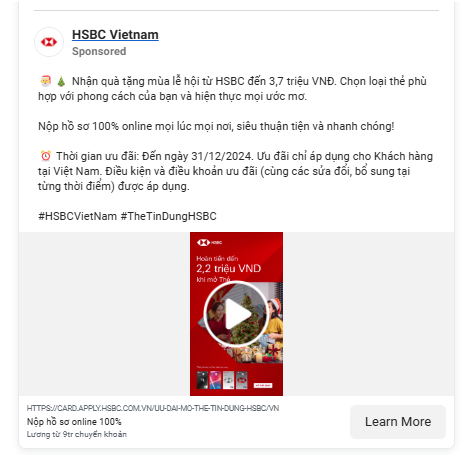 HSBC Vietnam
Sponsored
🎅🎄 Nhận quà tặng mùa lễ hội từ HSBC đến 3,7 triệu VNĐ. Chọn loại thẻ phù
hợp với phong cách của bạn và hiện thực mọi ước mơ.
Nộp hồ sơ 100% online mọi lúc mọi nơi, siêu thuận tiện và nhanh chóng!
⏰ Thời gian ưu đãi: Đến ngày 31/12/2024. Ưu đãi chỉ áp dụng cho Khách hàng
tại Việt Nam. Điều kiện và điều khoản ưu đãi (cùng các sửa đổi, bổ sung tại
từng thời điểm) được áp dụng.
#HSBCVietNam #TheTinDungHSBC
HSBC
Hoàn tiền đến
2,2 triệu VND
khi mở Thẻ
HTTPS://CARD.APPLY.HSBC.COM.VN/UU-DAI-MO-THE-TIN-DUNG-HSBC/VN
Nộp hồ sơ online 100%
Lương từ 9tr chuyển khoản
Learn More